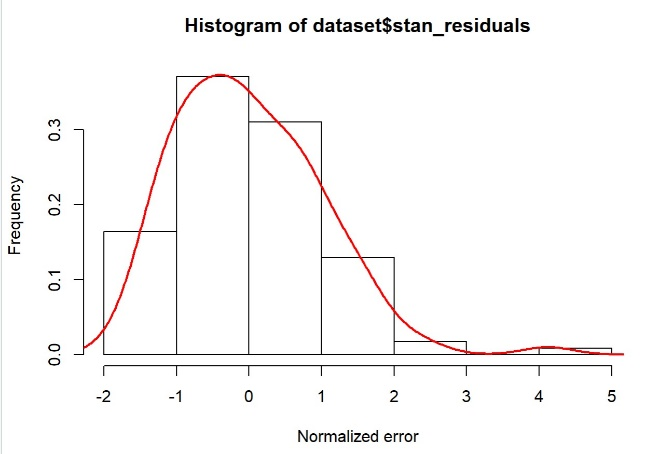 Histogram of dataset$stan_residuals
Frequency
0.3
0.2
0.1
0.0
-2 -1 0 1 2 3 4 5
Normalized error